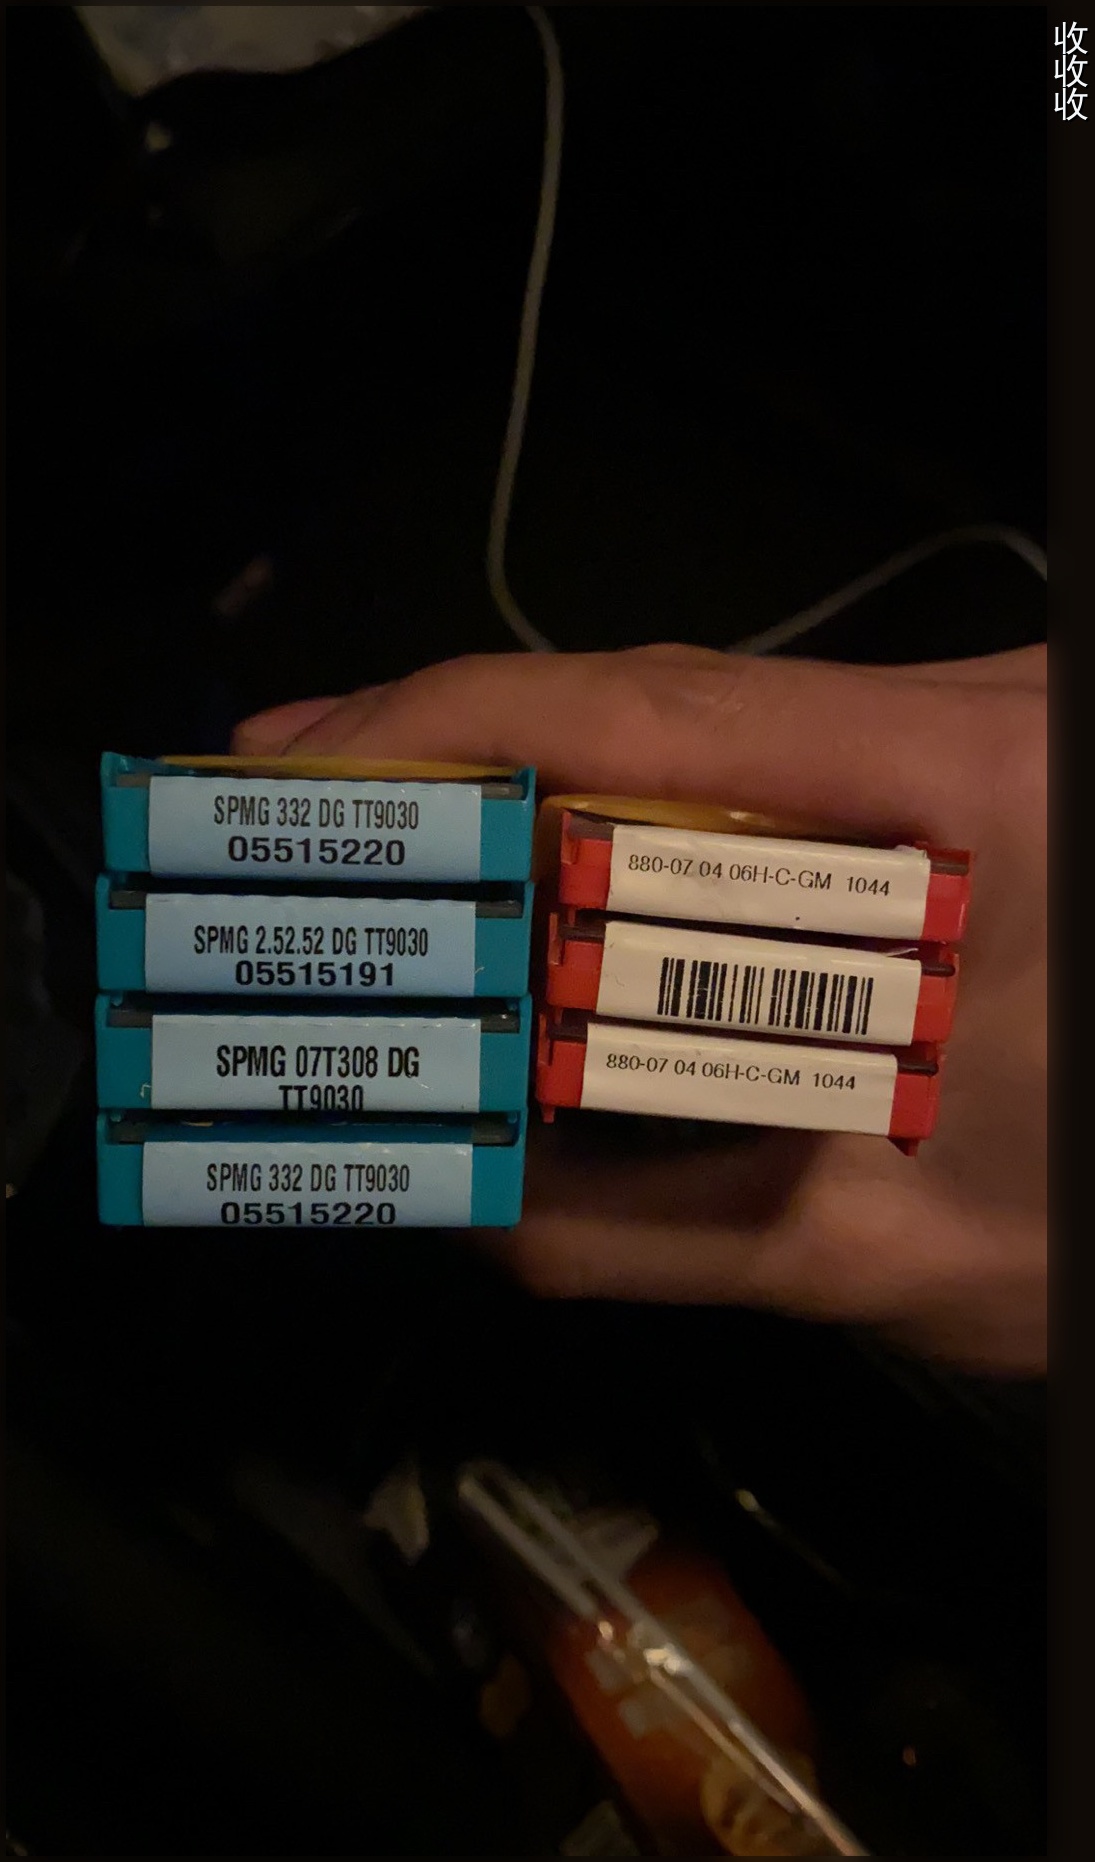 收
收
收
SPMG 332 DG TT9030
05515220
SPMG 2.52.52 DG TT9030
05515191
SPMG 07T308 DG
TT9030
SPMG 332 DG TT9030
05515220
880-07 04 06H-C-GM 1044
880-07 04 06H-C-GM 1044